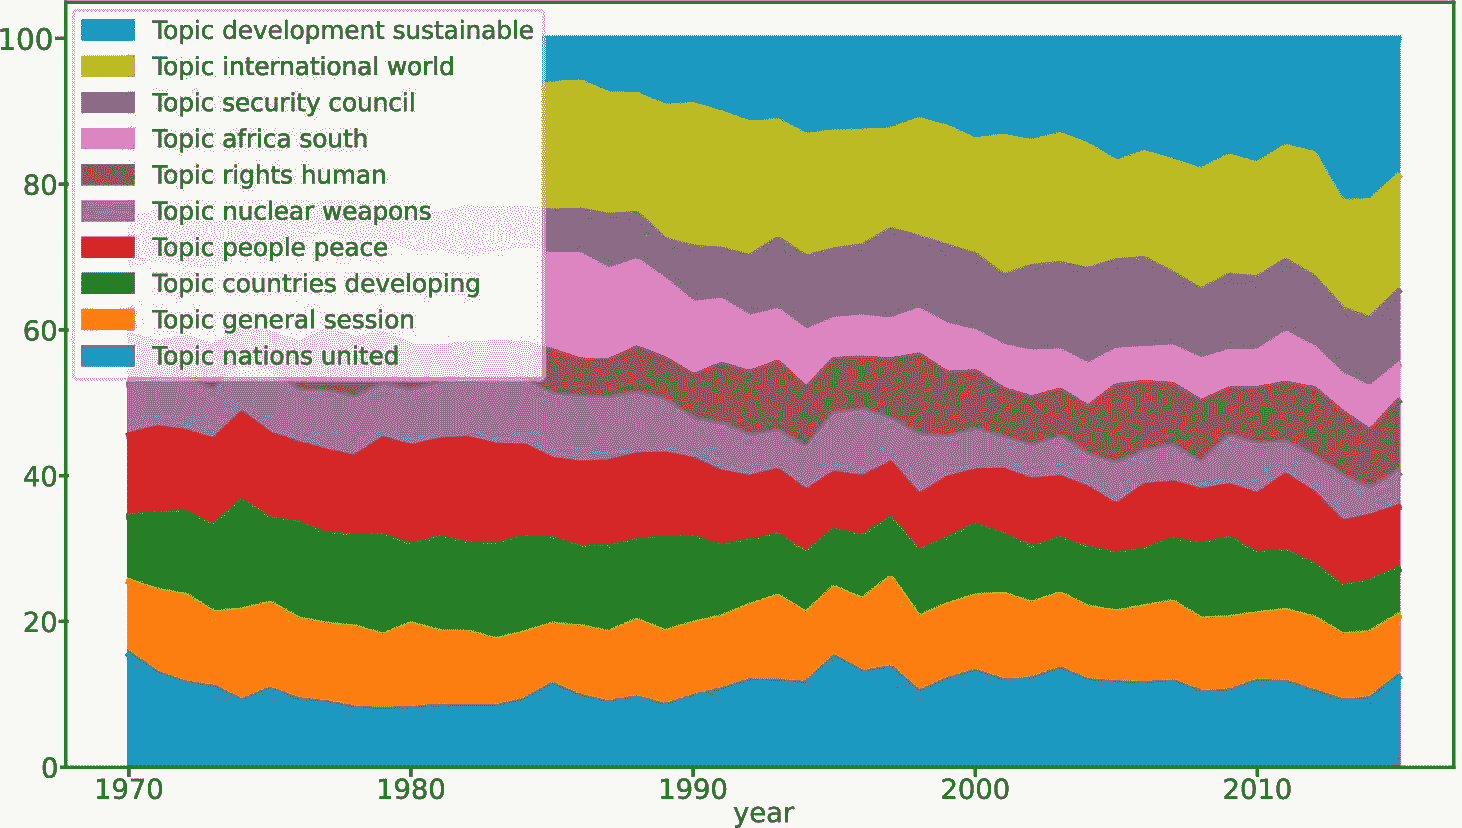 Topic development sustainable
Topic international world
Topic security council
Topic africa south
Topic rights human
Topic nuclear weapons
Topic people peace
Topic countries developing
Topic general session
Topic nations united
100
80
60
40
20
0
1970 1980 1990 2000 2010
year